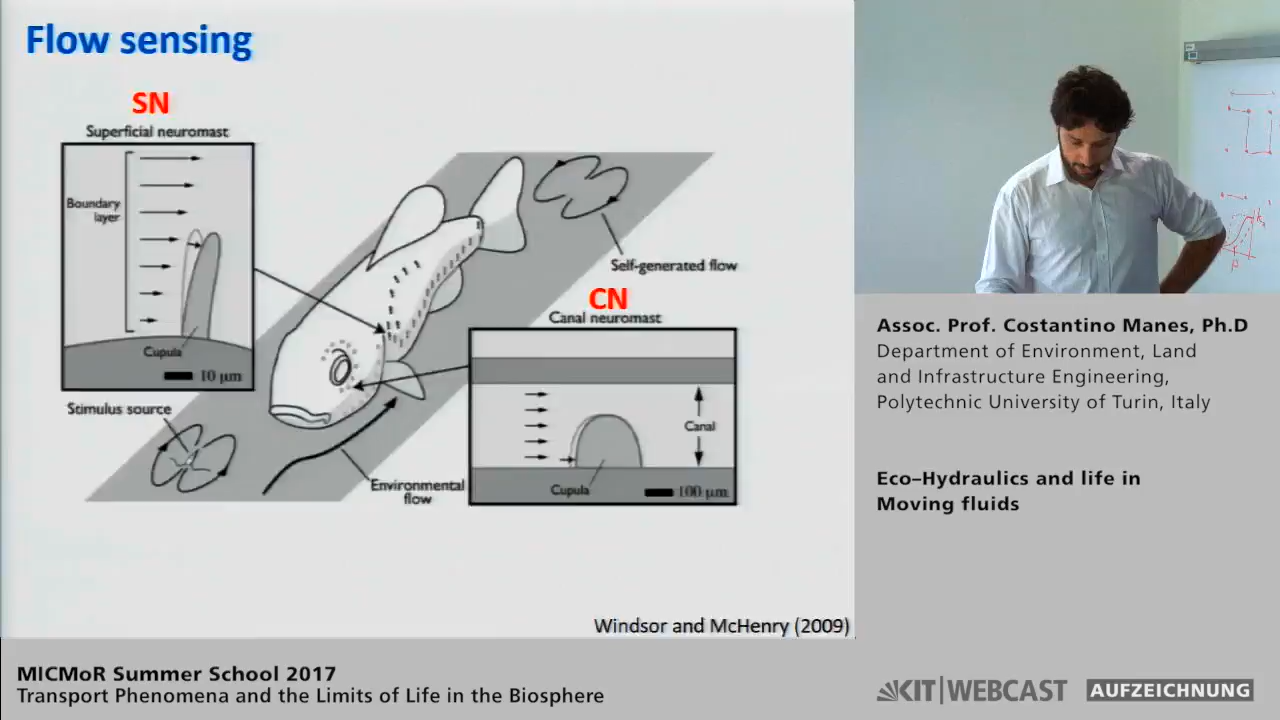 Flow sensing
SN
Superficial neuromast
Boundary
layer
Cupula
10 μm
Stimulus source
Self-generated flow
CN
Canal neuromast
Canal
Cupula
100 μm
Environmental
flow
Windsor and McHenry (2009)
Assoc. Prof. Costantino Manes, Ph.D
Department of Environment, Land
and Infrastructure Engineering,
Polytechnic University of Turin, Italy
Eco–Hydraulics and life in
Moving fluids
MICMoR Summer School 2017
Transport Phenomena and the Limits of Life in the Biosphere
KIT|WEBCAST
AUFZEICHNUNG